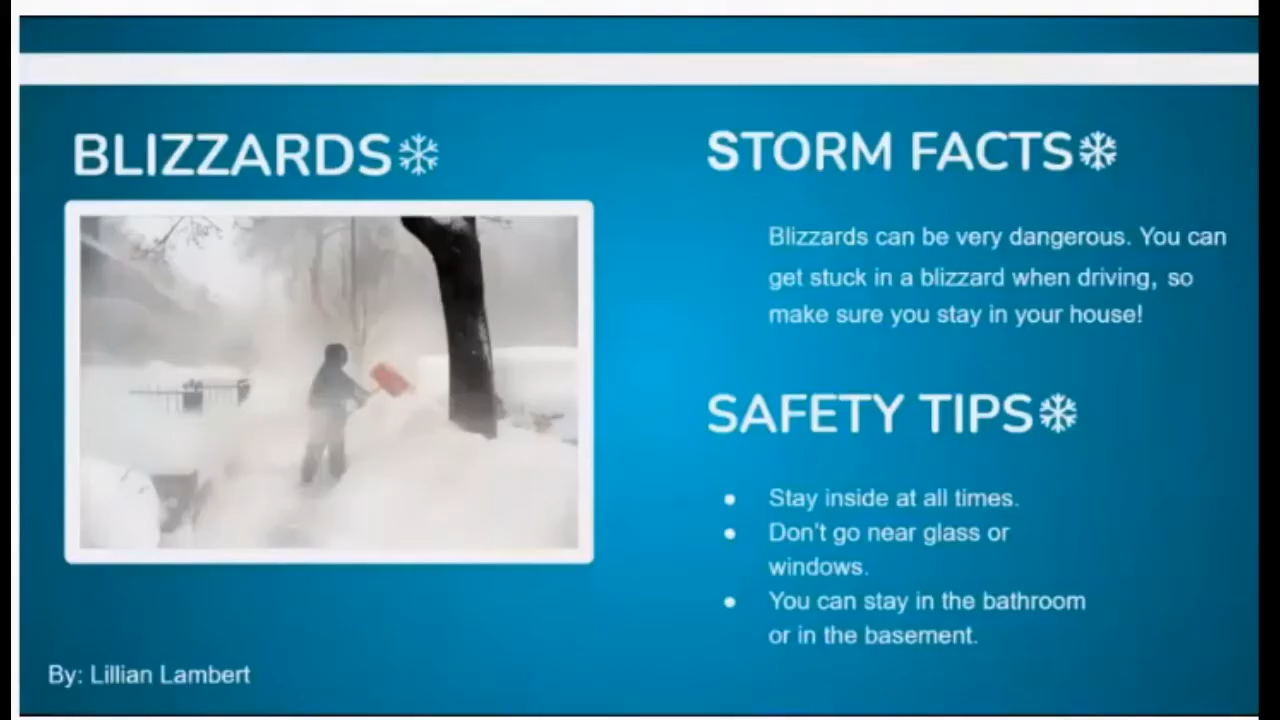 BLIZZARDS❄
STORM FACTS❄
Blizzards can be very dangerous. You can
get stuck in a blizzard when driving, so
make sure you stay in your house!
SAFETY TIPS❄
● Stay inside at all times.
● Don't go near glass or
windows.
● You can stay in the bathroom
or in the basement.
By: Lillian Lambert